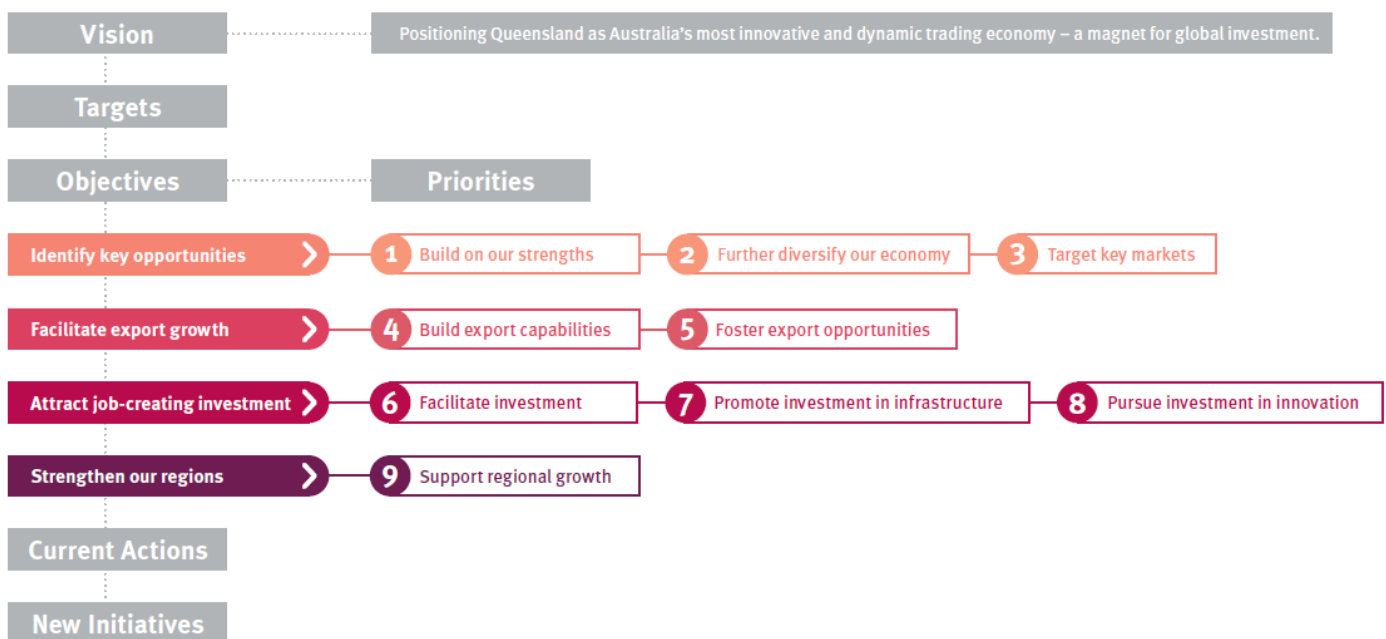 Vision
Positioning Queensland as Australia's most innovative and dynamic trading economy – a magnet for global investment.
Targets
Objectives
Priorities
Identify key opportunities
1 Build on our strengths
2 Further diversify our economy
3 Target key markets
Facilitate export growth
4 Build export capabilities
5 Foster export opportunities
Attract job-creating investment
6 Facilitate investment
7 Promote investment in infrastructure
8 Pursue investment in innovation
Strengthen our regions
9 Support regional growth
Current Actions
New Initiatives